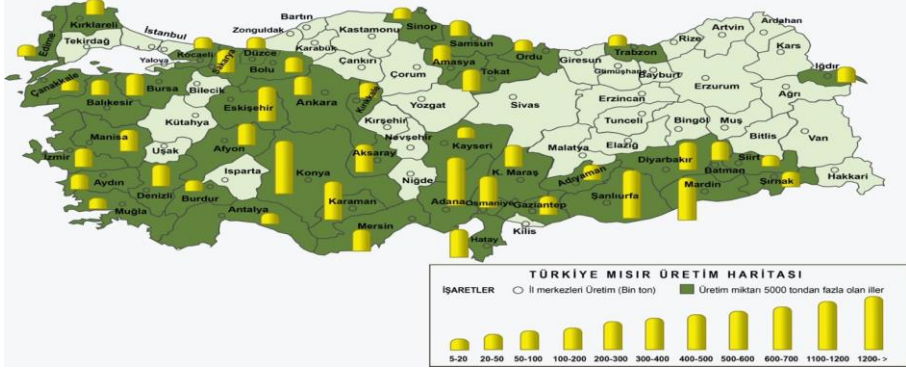 Bartın
Zonguldak
Kastamonu
Sinop
Artvin
Ardahan
Kırklareli
Edirne
Tekirdağ
İstanbul
Kocaeli
Yalova
Sakarya
Düzce
Karabük
Bolu
Çankırı
Çorum
Samsun
Amasya
Tokat
Ordu
Giresun
Trabzon
Rize
Kars
Gümüşhane
Bayburt
Iğdır
Çanakkale
Balıkesir
Bursa
Bilecik
Eskişehir
Ankara
Kırıkkale
Yozgat
Sivas
Erzincan
Erzurum
Ağrı
Kütahya
Kırşehir
Nevşehir
Tunceli
Bingöl
Muş
Manisa
Uşak
Afyon
Aksaray
Kayseri
Malatya
Elazığ
Bitlis
Van
İzmir
Aydın
Denizli
Isparta
Konya
Niğde
K. Maraş
Adıyaman
Diyarbakır
Batman
Siirt
Şırnak
Hakkari
Muğla
Burdur
Antalya
Karaman
Mersin
Adana
Osmaniye
Gaziantep
Şanlıurfa
Mardin
Kilis
Hatay
TÜRKİYE MISIR ÜRETİM HARİTASI
İŞARETLER İl merkezleri Üretim (Bin ton) Üretim miktarı 5000 tondan fazla olan iller
5-20 20-50 50-100 100-200 200-300 300-400 400-500 500-600 600-700 1100-1200 1200- >